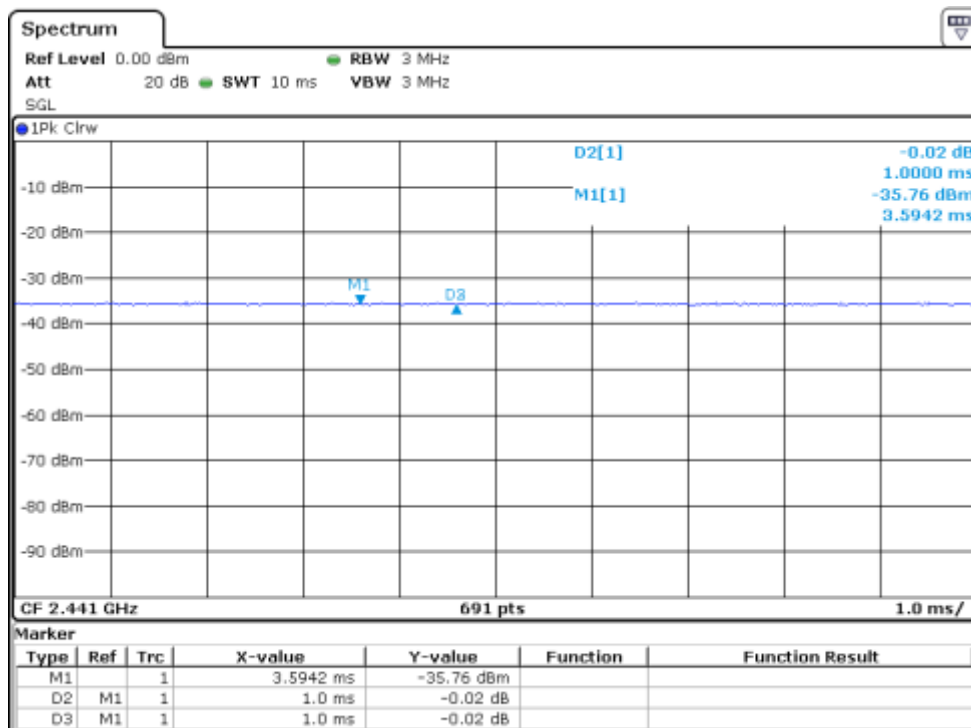 Spectrum
Ref Level 0.00 dBm RBW 3 MHz
Att 20 dB SWT 10 ms VBW 3 MHz
SGL
1Pk Clrw
D2[1] -0.02 dB
1.0000 ms
-10 dBm
M1[1] -35.76 dBm
3.5942 ms
-20 dBm
-30 dBm
M1
D3
-40 dBm
-50 dBm
-60 dBm
-70 dBm
-80 dBm
-90 dBm
CF 2.441 GHz 691 pts 1.0 ms/
Marker
Type Ref Trc X-value Y-value Function Function Result
M1 1 3.5942 ms -35.76 dBm
D2 M1 1 1.0 ms -0.02 dB
D3 M1 1 1.0 ms -0.02 dB